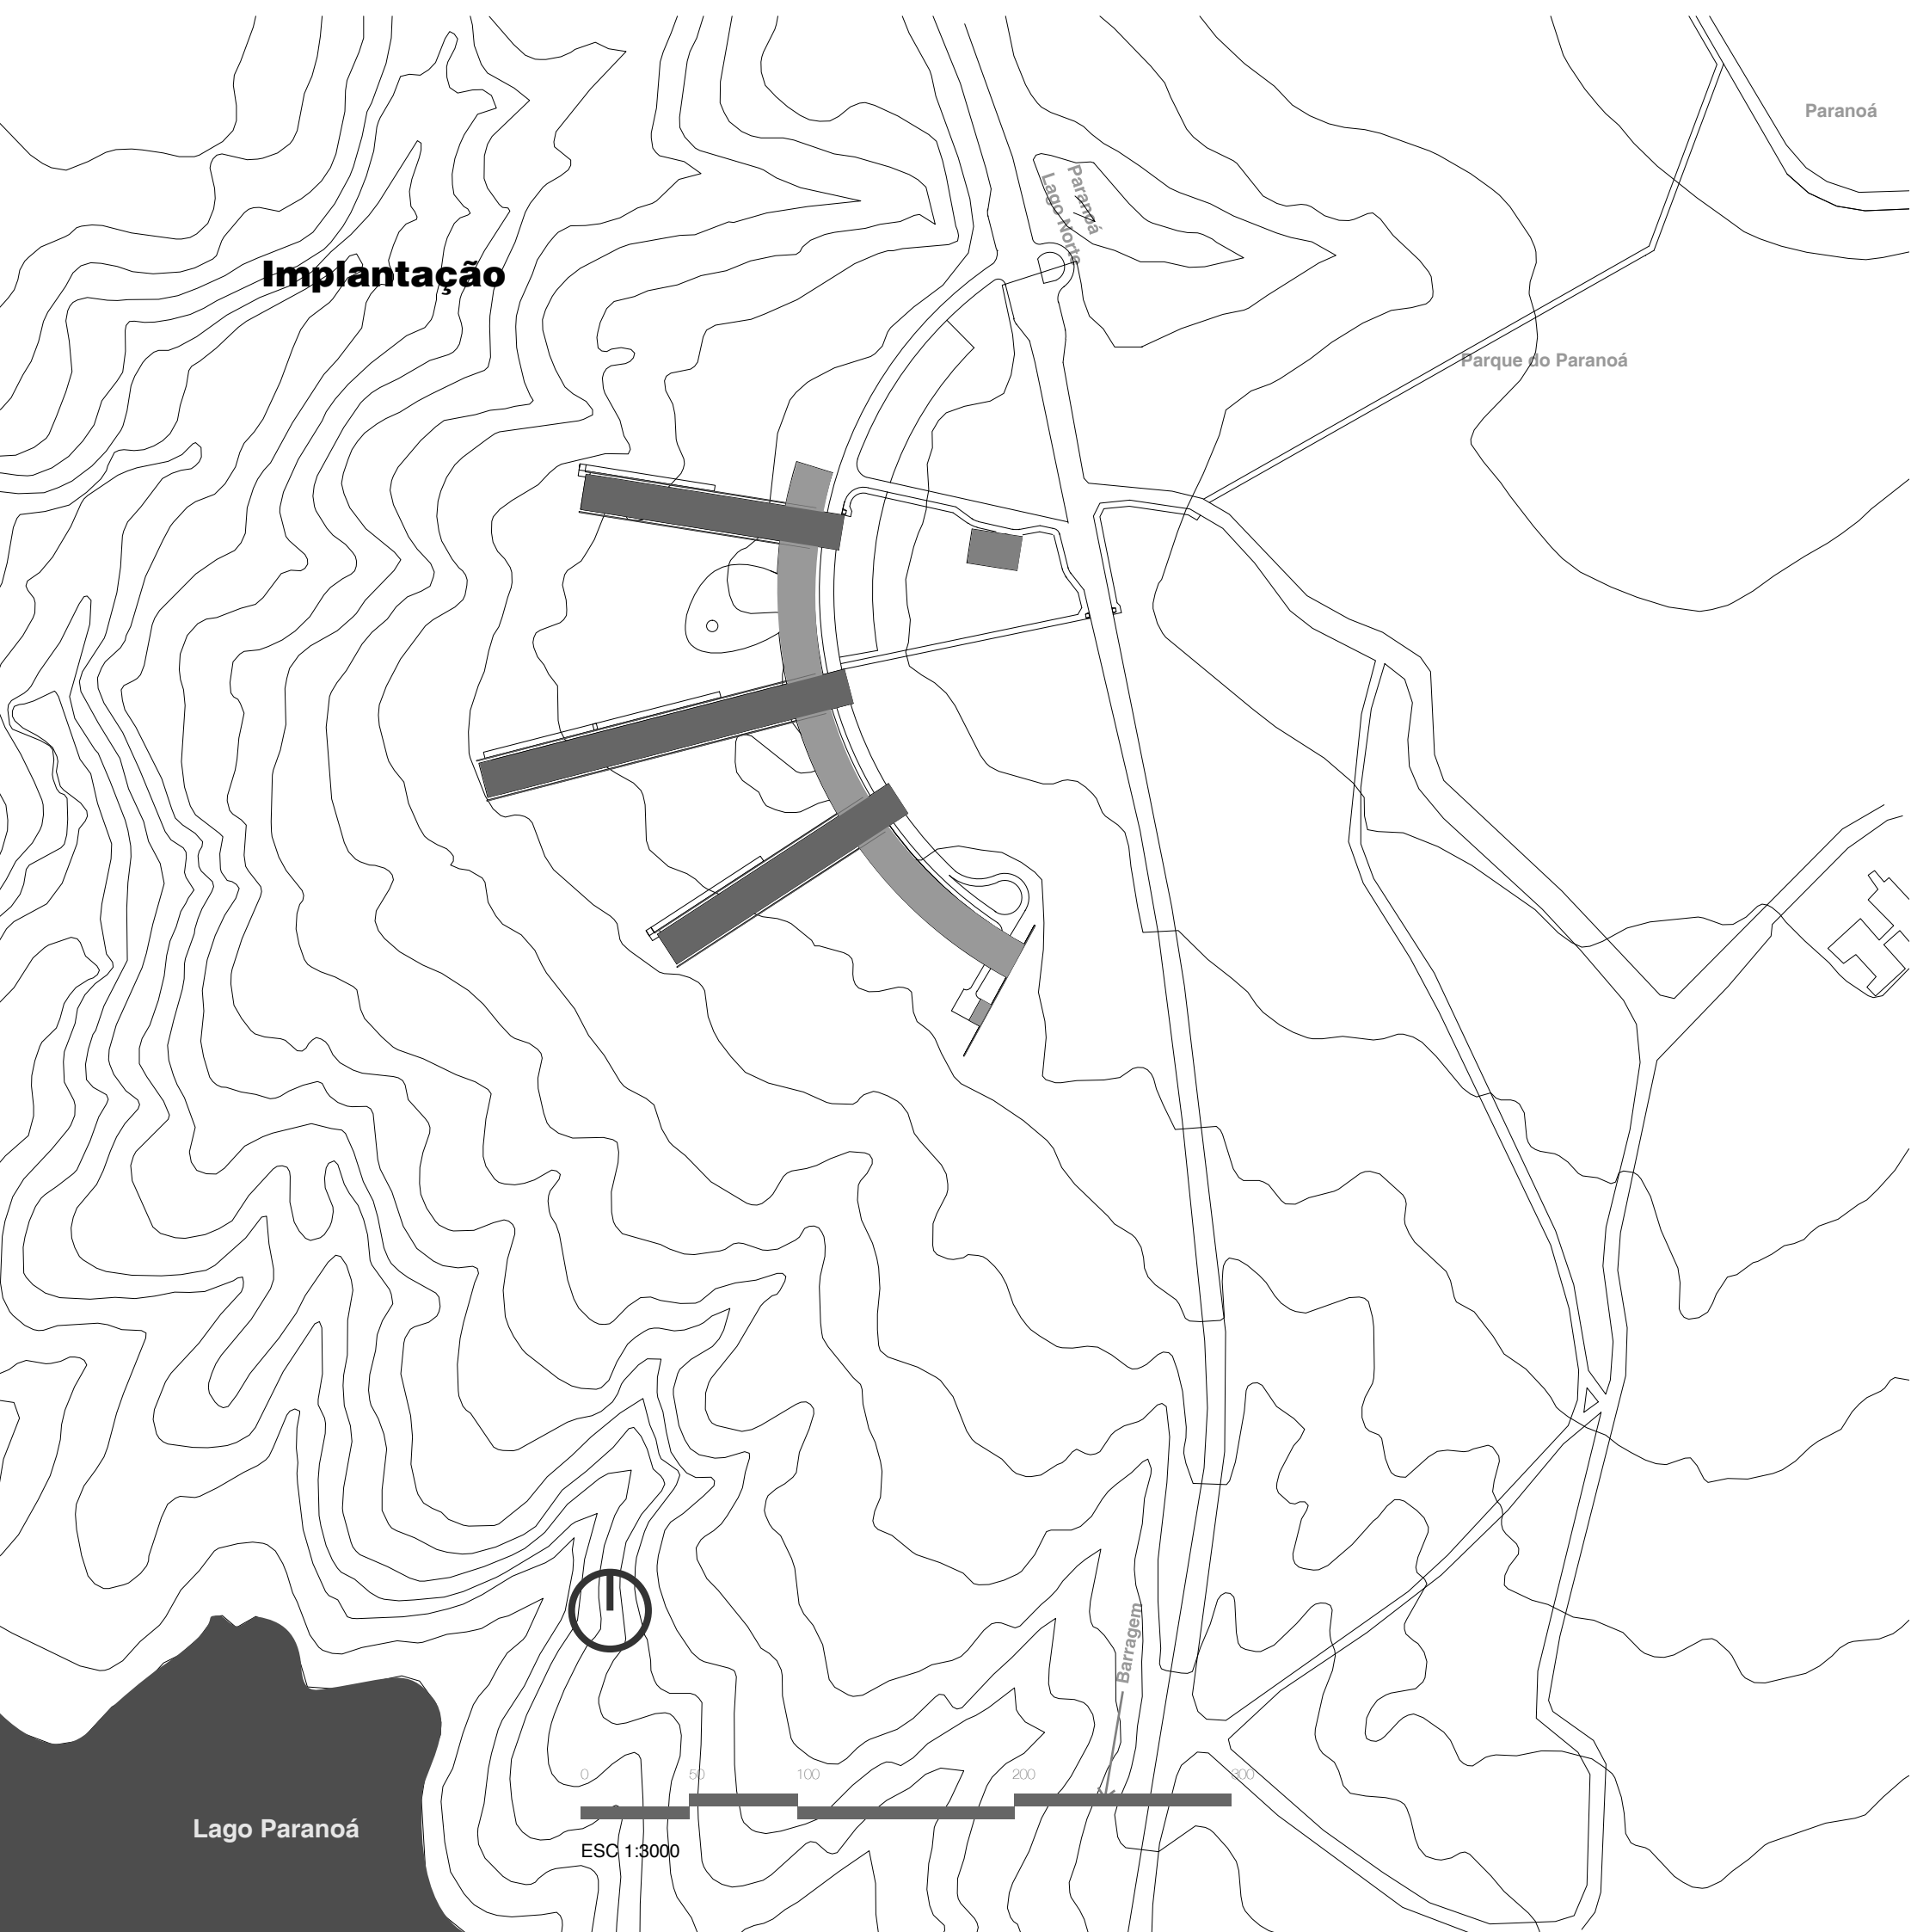 Paranoá
Paranoá
Lago Norte
Implantação
Parque do Paranoá
Barragem
0 50 100 200 300
Lago Paranoá
ESC 1:3000